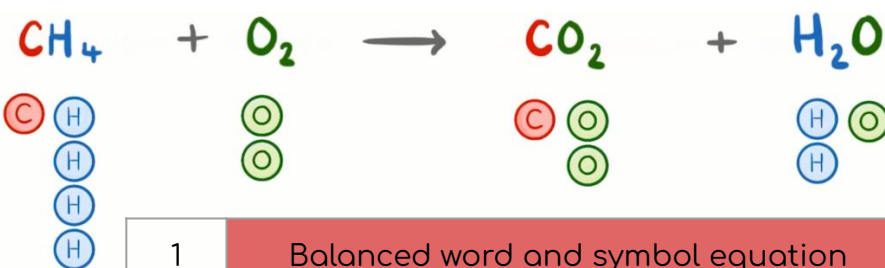 CH₄ + O₂ → CO₂ + H₂O
C H O C O H O
H O O H
H
H
1 Balanced word and symbol equation